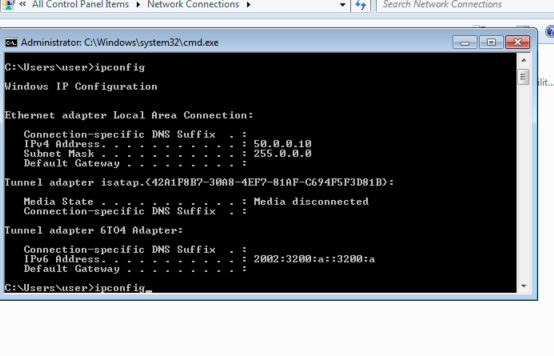 « All Control Panel Items ▸ Network Connections ▸
Search Network Connections
Administrator: C:\Windows\system32\cmd.exe
C:\Users\user>ipconfig
Windows IP Configuration
Ethernet adapter Local Area Connection:
Connection-specific DNS Suffix . :
IPv4 Address. . . . . . . . . . . : 50.0.0.10
Subnet Mask . . . . . . . . . . . : 255.0.0.0
Default Gateway . . . . . . . . . :
Tunnel adapter isatap.{42A1F8B7-30A8-4EF7-81AF-C694F5F3D81B}:
Media State . . . . . . . . . . . : Media disconnected
Connection-specific DNS Suffix . :
Tunnel adapter 6TO4 Adapter:
Connection-specific DNS Suffix . :
IPv6 Address. . . . . . . . . . . : 2002:3200:a::3200:a
Default Gateway . . . . . . . . . :
C:\Users\user>ipconfig_